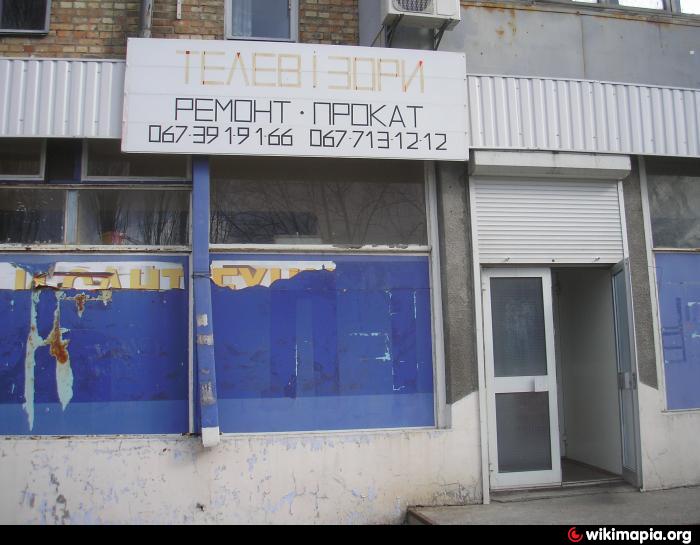 ТЕЛЕВІЗОРИ
РЕМОНТ · ПРОКАТ
067·391·91·66 067·713·12·12
wikimapia.org